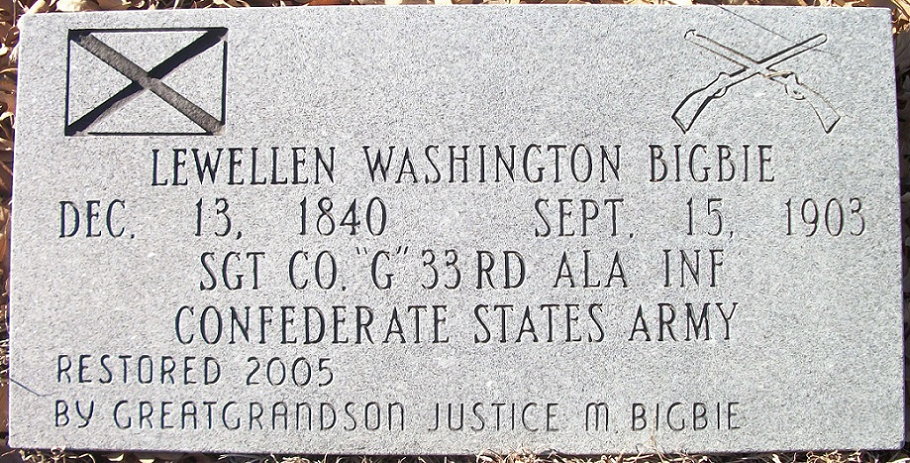 LEWELLEN WASHINGTON BIGBIE
DEC. 13, 1840 SEPT. 15, 1903
SGT CO. "G" 33RD ALA INF
CONFEDERATE STATES ARMY
RESTORED 2005
BY GREATGRANDSON JUSTICE M. BIGBIE